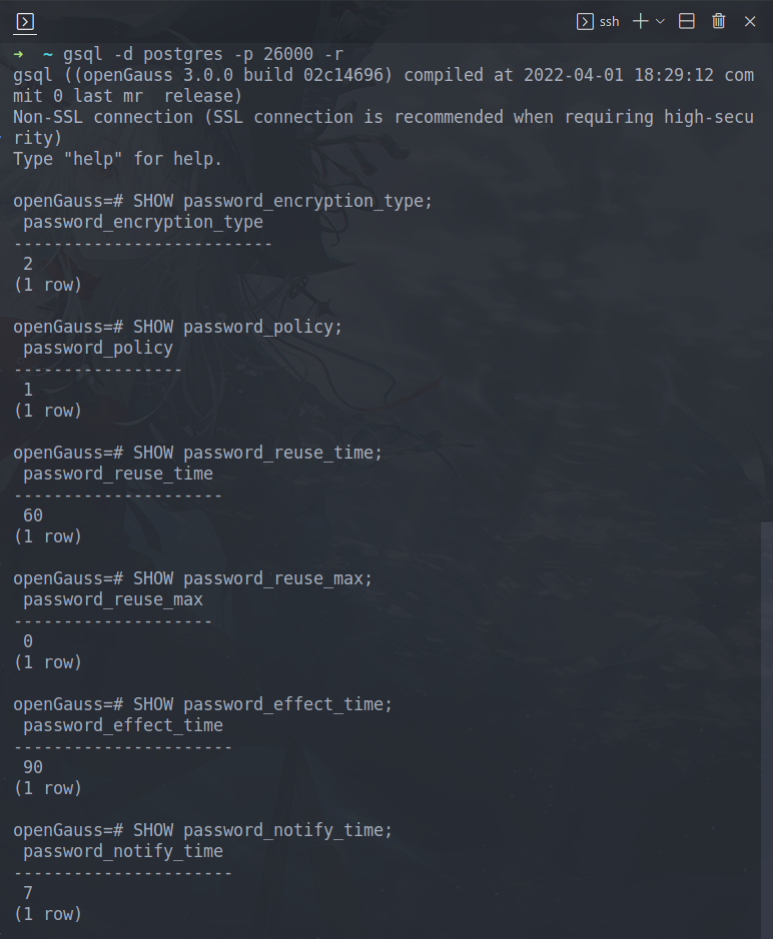 ssh
➜  ~ gsql -d postgres -p 26000 -r
gsql ((openGauss 3.0.0 build 02c14696) compiled at 2022-04-01 18:29:12 com
mit 0 last mr  release)
Non-SSL connection (SSL connection is recommended when requiring high-secu
rity)
Type "help" for help.

openGauss=# SHOW password_encryption_type;
 password_encryption_type
--------------------------
 2
(1 row)

openGauss=# SHOW password_policy;
 password_policy
-----------------
 1
(1 row)

openGauss=# SHOW password_reuse_time;
 password_reuse_time
---------------------
 60
(1 row)

openGauss=# SHOW password_reuse_max;
 password_reuse_max
--------------------
 0
(1 row)

openGauss=# SHOW password_effect_time;
 password_effect_time
----------------------
 90
(1 row)

openGauss=# SHOW password_notify_time;
 password_notify_time
----------------------
 7
(1 row)